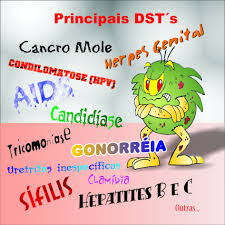 Principais DST´s
Cancro Mole
Herpes Genital
CONDILOMATOSE (HPV)
AIDS
Candidíase
Tricomoníase
GONORRÉIA
Uretrites inespecíficas
Clamídia
SÍFILIS
HEPATITES B E C
Outras...